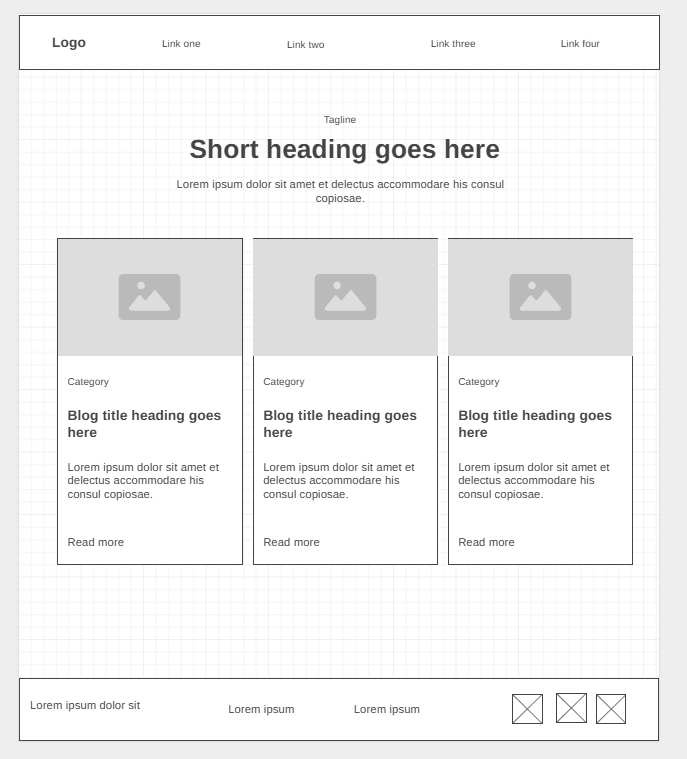 Logo
Link one
Link two
Link three
Link four
Tagline
Short heading goes here
Lorem ipsum dolor sit amet et delectus accommodare his consul
copiosae.
Category
Blog title heading goes
here
Lorem ipsum dolor sit amet et
delectus accommodare his
consul copiosae.
Read more
Category
Blog title heading goes
here
Lorem ipsum dolor sit amet et
delectus accommodare his
consul copiosae.
Read more
Category
Blog title heading goes
here
Lorem ipsum dolor sit amet et
delectus accommodare his
consul copiosae.
Read more
Lorem ipsum dolor sit
Lorem ipsum
Lorem ipsum